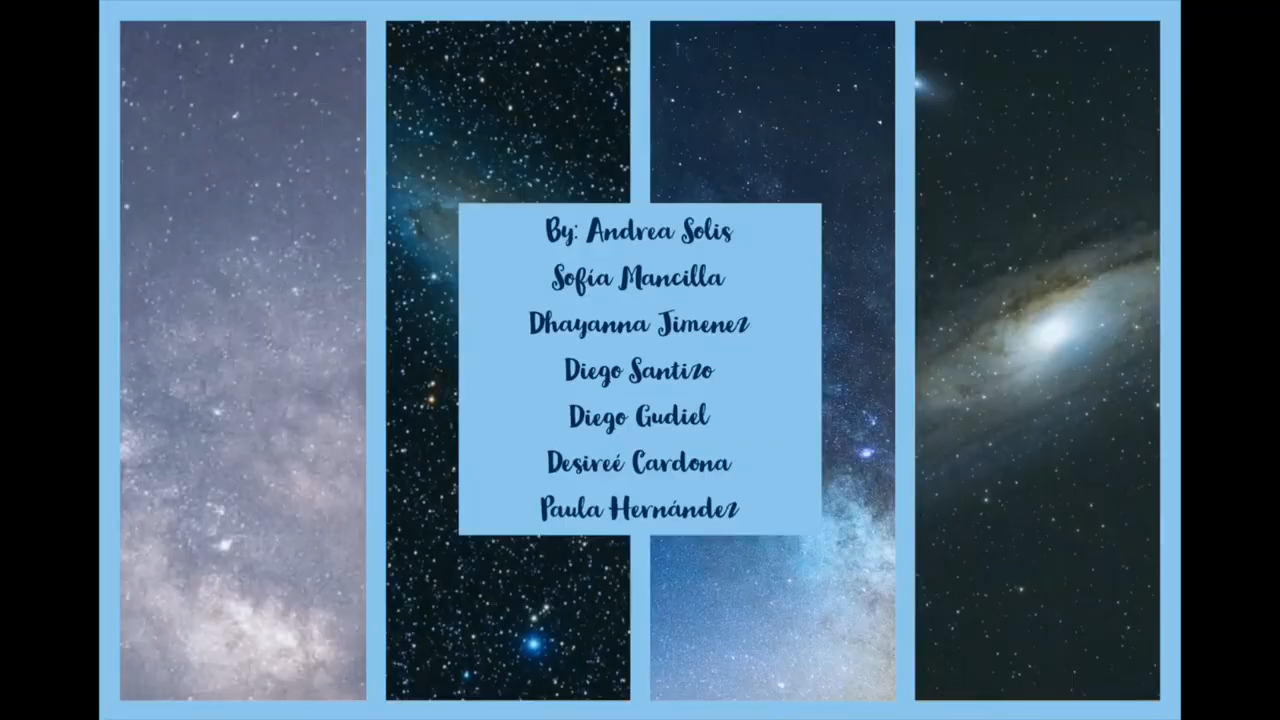 By: Andrea Solis
Sofía Mancilla
Dhayanna Jimenez
Diego Santizo
Diego Gudiel
Desireé Cardona
Paula Hernández